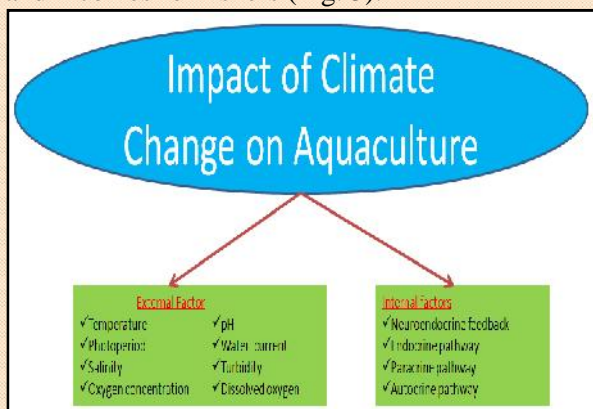 Impact of Climate
Change on Aquaculture
External Factor
✓Temperature ✓pH
✓Photoperiod ✓Water current
✓Salinity ✓Turbidity
✓Oxygen concentration ✓Dissolved oxygen
Internal Factors
✓Neuroendocrine feedback
✓Endocrine pathway
✓Paracrine pathway
✓Autocrine pathway